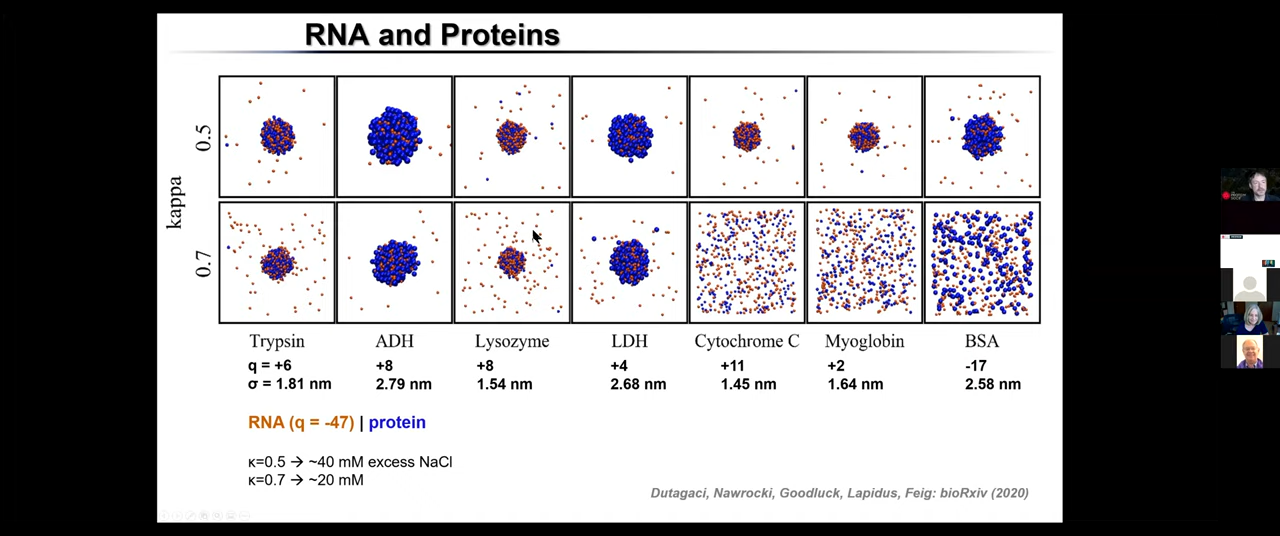 RNA and Proteins
kappa
0.5
0.7
Trypsin ADH Lysozyme LDH Cytochrome C Myoglobin BSA
q = +6 +8 +8 +4 +11 +2 -17
σ = 1.81 nm 2.79 nm 1.54 nm 2.68 nm 1.45 nm 1.64 nm 2.58 nm
RNA (q = -47) | protein
κ=0.5 → ~40 mM excess NaCl
κ=0.7 → ~20 mM
Dutagaci, Nawrocki, Goodluck, Lapidus, Feig: bioRxiv (2020)